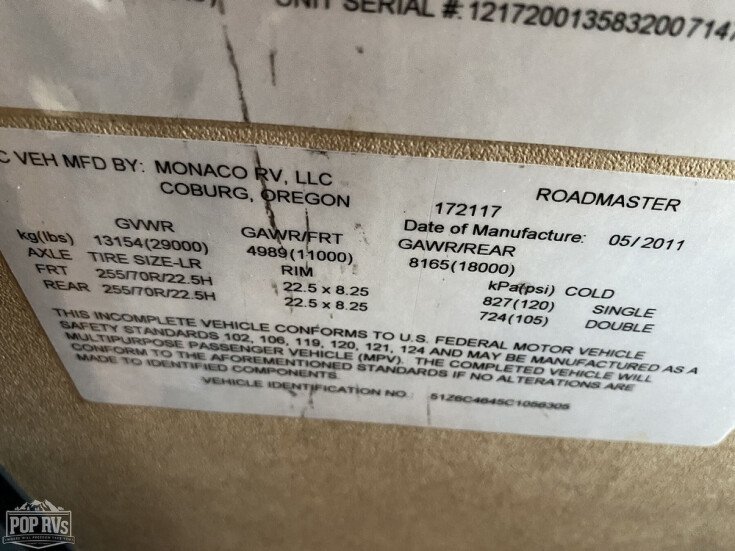 UNIT SERIAL #: 1217200135832007147
C VEH MFD BY: MONACO RV, LLC
COBURG, OREGON
172117 ROADMASTER
GVWR GAWR/FRT Date of Manufacture: 05/2011
kg(lbs) 13154(29000) 4989(11000) GAWR/REAR
8165(18000)
AXLE TIRE SIZE-LR RIM kPa(psi) COLD
FRT 255/70R/22.5H 22.5 x 8.25 827(120) SINGLE
REAR 255/70R/22.5H 22.5 x 8.25 724(105) DOUBLE
THIS INCOMPLETE VEHICLE CONFORMS TO U.S. FEDERAL MOTOR VEHICLE
SAFETY STANDARDS 102, 106, 119, 120, 121, 124 AND MAY BE MANUFACTURED AS A
MULTIPURPOSE PASSENGER VEHICLE (MPV). THE COMPLETED VEHICLE WILL
CONFORM TO THE AFOREMENTIONED STANDARDS IF NO ALTERATIONS ARE
MADE TO IDENTIFIED COMPONENTS.
VEHICLE IDENTIFICATION NO.
POP RVs